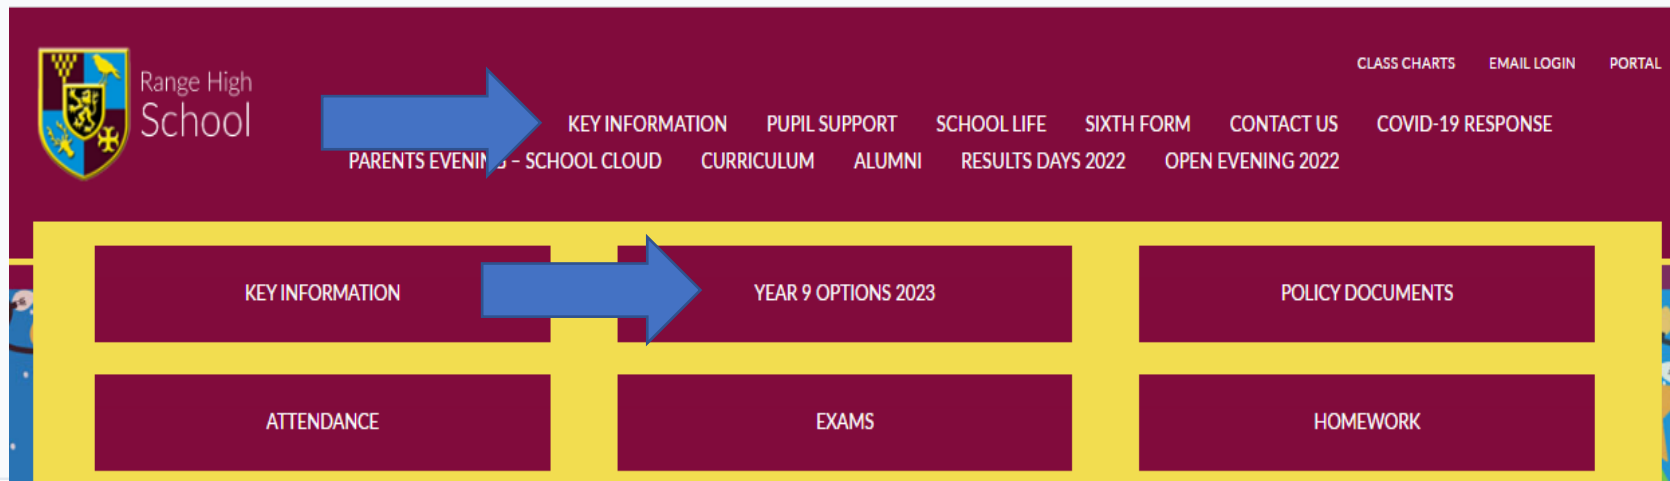 Range High
School
CLASS CHARTS EMAIL LOGIN PORTAL
KEY INFORMATION PUPIL SUPPORT SCHOOL LIFE SIXTH FORM CONTACT US COVID-19 RESPONSE
PARENTS EVENING – SCHOOL CLOUD CURRICULUM ALUMNI RESULTS DAYS 2022 OPEN EVENING 2022
KEY INFORMATION YEAR 9 OPTIONS 2023 POLICY DOCUMENTS
ATTENDANCE EXAMS HOMEWORK